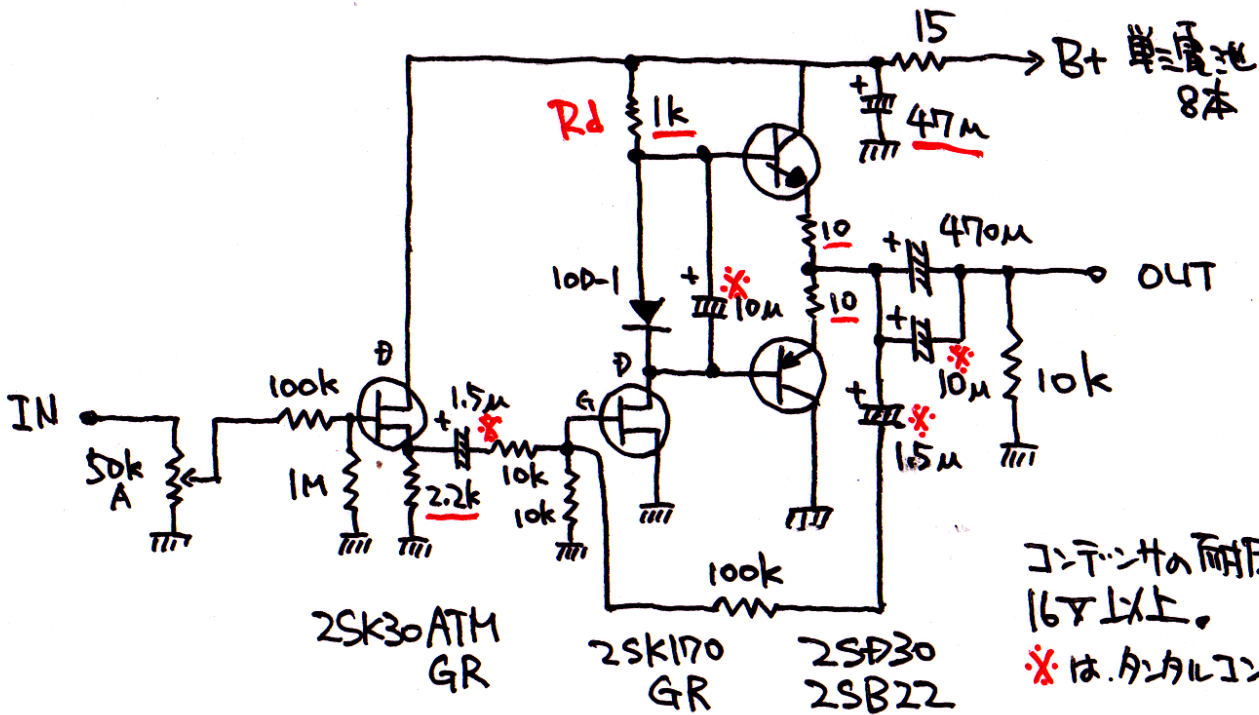 15
B+ 単三電池
8本
Rd
1k
47μ
10
470μ
10D-1
+
※
10μ
OUT
10
+
※
10μ
10k
D
100k
IN
50k
A
1M
2.2k
+
1.5μ
※
10k
10k
G
D
+
※
1.5μ
100k
2SK30ATM
GR
2SK170
GR
2SD30
2SB22
コンデンサの耐圧
16V以上。
※は.タンタルコン